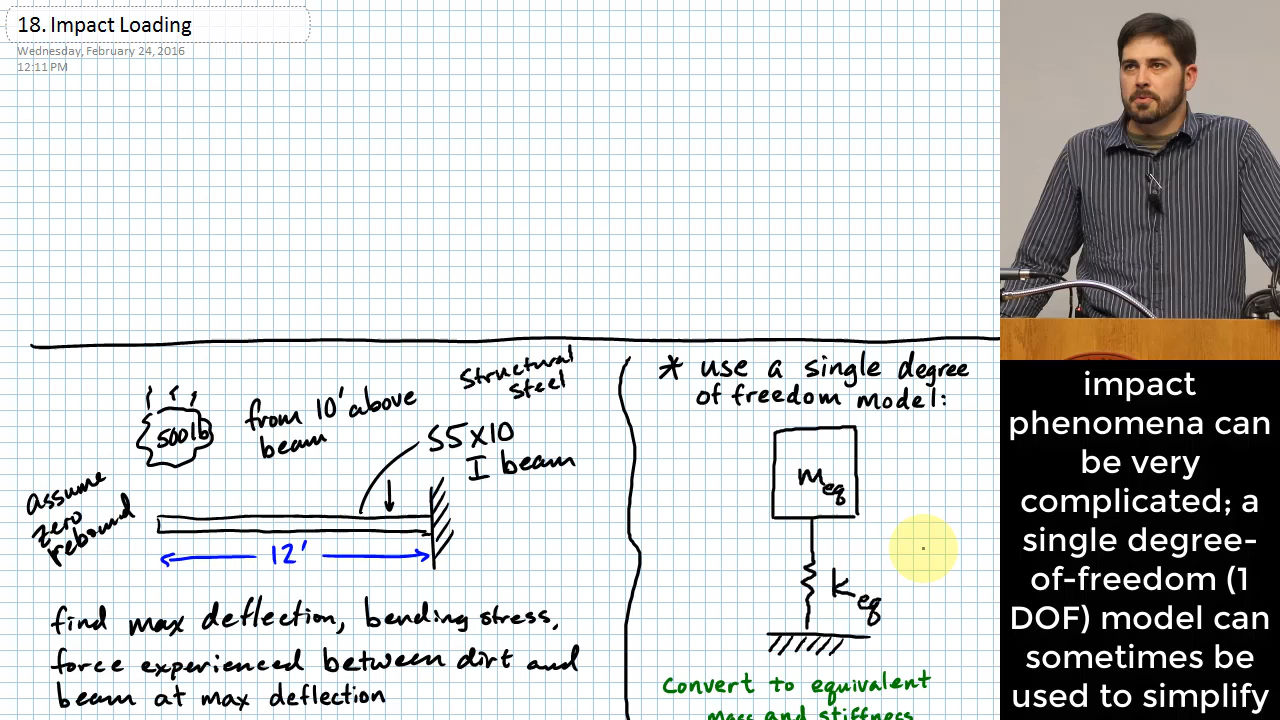 18. Impact Loading
Wednesday, February 24, 2016
12:11 PM
structural
steel
500lb
from 10' above
beam
S5x10
I beam
assume
zero
rebound
12'
find max deflection, bending stress,
force experienced between dirt and
beam at max deflection
* use a single degree
of freedom model:
meq
keq
Convert to equivalent
mass and stiffness
impact
phenomena can
be very
complicated; a
single degree-
of-freedom (1
DOF) model can
sometimes be
used to simplify